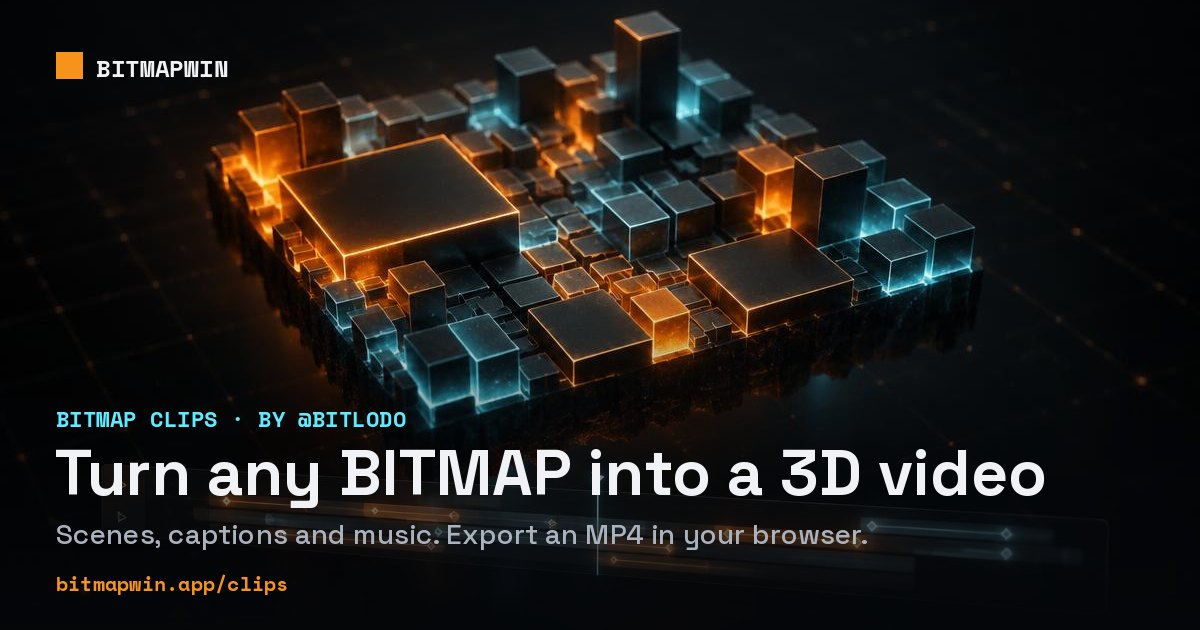 BITMAPWIN
BITMAP CLIPS · BY @BITLODO
Turn any BITMAP into a 3D video
Scenes, captions and music. Export an MP4 in your browser.
bitmapwin.app/clips